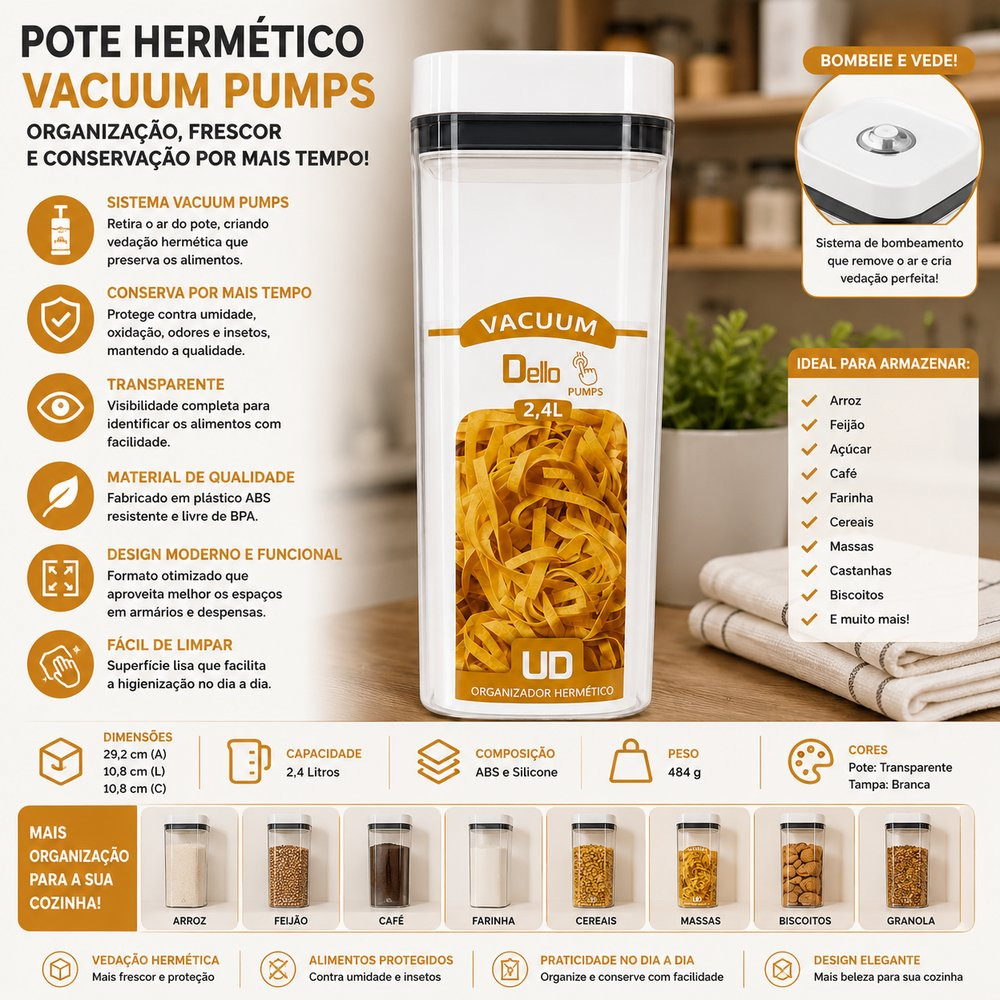 POTE HERMÉTICO
VACUUM PUMPS
ORGANIZAÇÃO, FRESCOR
E CONSERVAÇÃO POR MAIS TEMPO!
SISTEMA VACUUM PUMPS
Retira o ar do pote, criando
vedação hermética que
preserva os alimentos.
CONSERVA POR MAIS TEMPO
Protege contra umidade,
oxidação, odores e insetos,
mantendo a qualidade.
TRANSPARENTE
Visibilidade completa para
identificar os alimentos com
facilidade.
MATERIAL DE QUALIDADE
Fabricado em plástico ABS
resistente e livre de BPA.
DESIGN MODERNO E FUNCIONAL
Formato otimizado que
aproveita melhor os espaços
em armários e despensas.
FÁCIL DE LIMPAR
Superfície lisa que facilita
a higienização no dia a dia.
VACUUM
Dello
PUMPS
2,4L
UD
ORGANIZADOR HERMÉTICO
BOMBEIE E VEDE!
Sistema de bombeamento
que remove o ar e cria
vedação perfeita!
IDEAL PARA ARMAZENAR:
Arroz
Feijão
Açúcar
Café
Farinha
Cereais
Massas
Castanhas
Biscoitos
E muito mais!
DIMENSÕES
29,2 cm (A)
10,8 cm (L)
10,8 cm (C)
CAPACIDADE
2,4 Litros
COMPOSIÇÃO
ABS e Silicone
PESO
484 g
CORES
Pote: Transparente
Tampa: Branca
MAIS
ORGANIZAÇÃO
PARA A SUA
COZINHA!
ARROZ
FEIJÃO
CAFÉ
FARINHA
CEREAIS
MASSAS
BISCOITOS
GRANOLA
VEDAÇÃO HERMÉTICA
Mais frescor e proteção
ALIMENTOS PROTEGIDOS
Contra umidade e insetos
PRATICIDADE NO DIA A DIA
Organize e conserve com facilidade
DESIGN ELEGANTE
Mais beleza para sua cozinha